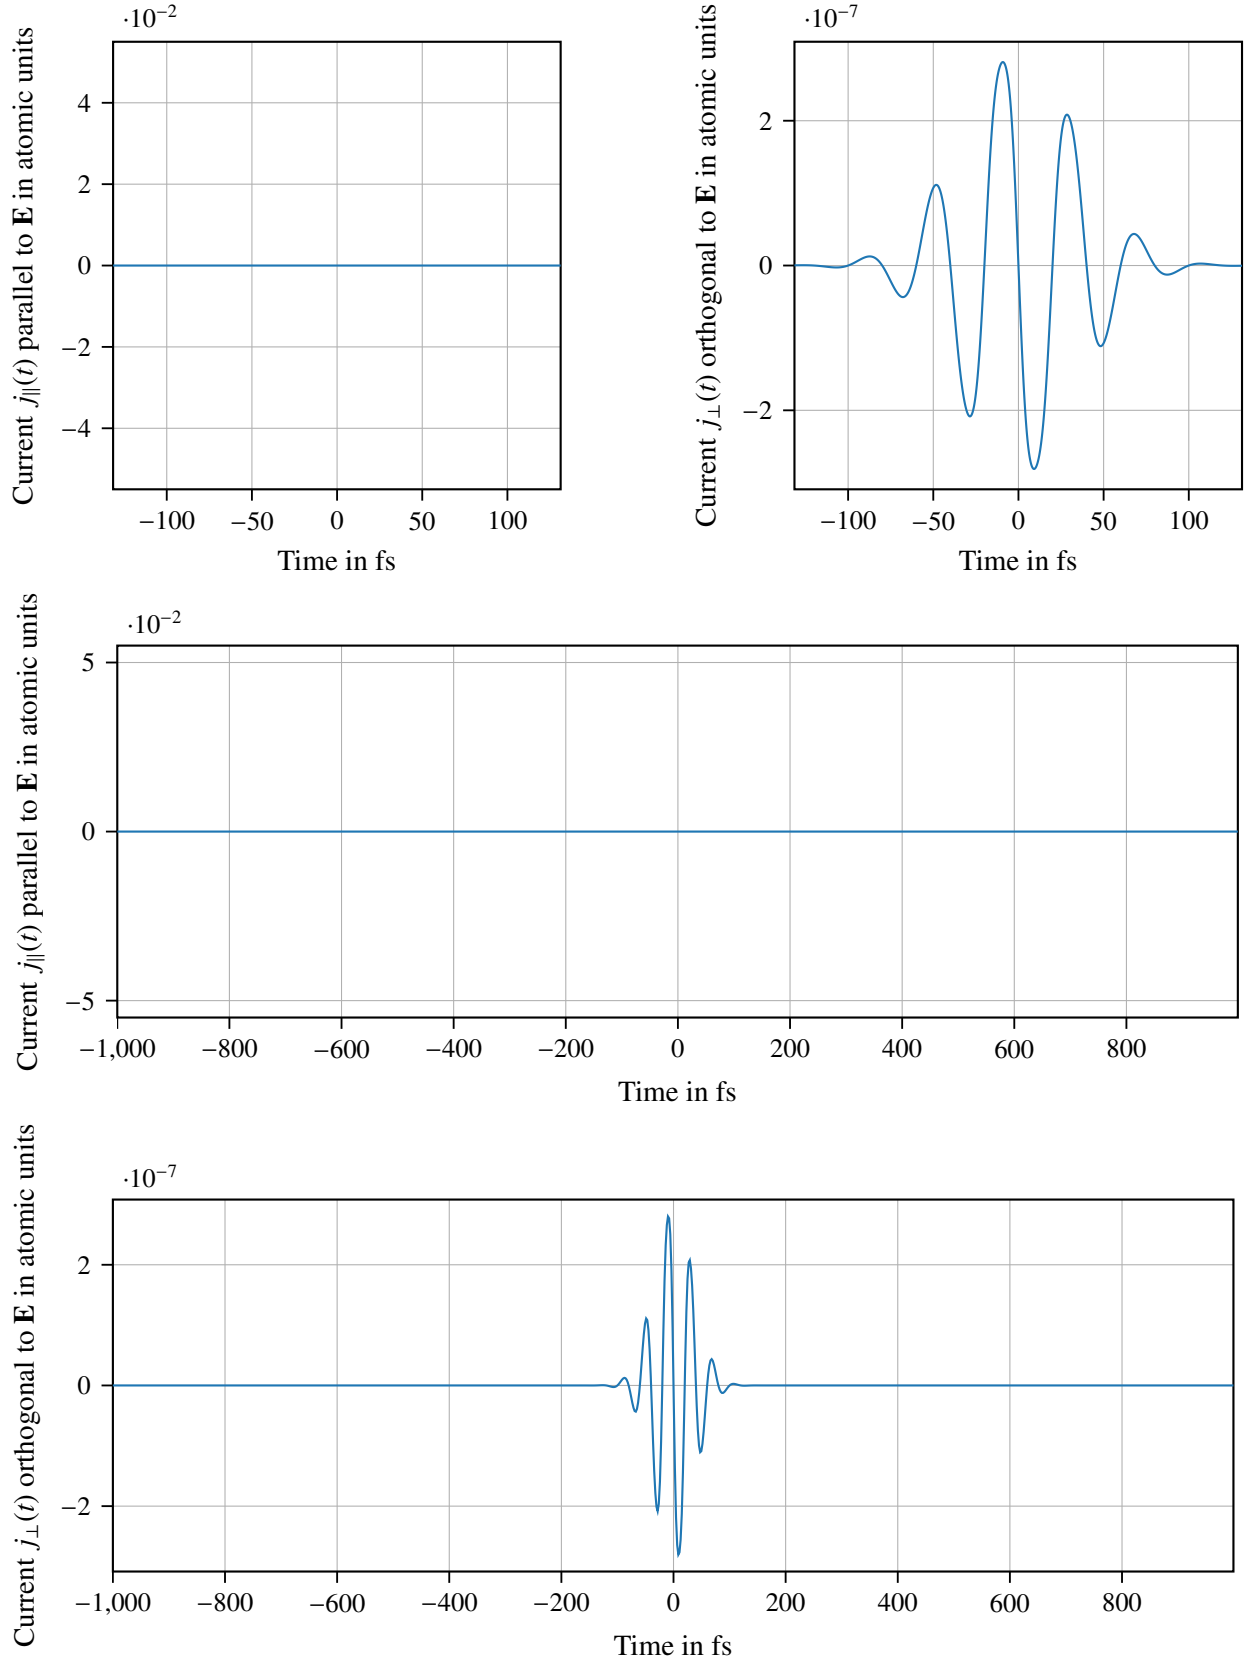 ·10−2
Current j∥(t) parallel to E in atomic units
4
2
0
−2
−4
−100 −50 0 50 100
Time in fs
·10−7
Current j⊥(t) orthogonal to E in atomic units
2
0
−2
−100 −50 0 50 100
Time in fs
·10−2
Current j∥(t) parallel to E in atomic units
5
0
−5
−1,000 −800 −600 −400 −200 0 200 400 600 800
Time in fs
·10−7
Current j⊥(t) orthogonal to E in atomic units
2
0
−2
−1,000 −800 −600 −400 −200 0 200 400 600 800
Time in fs